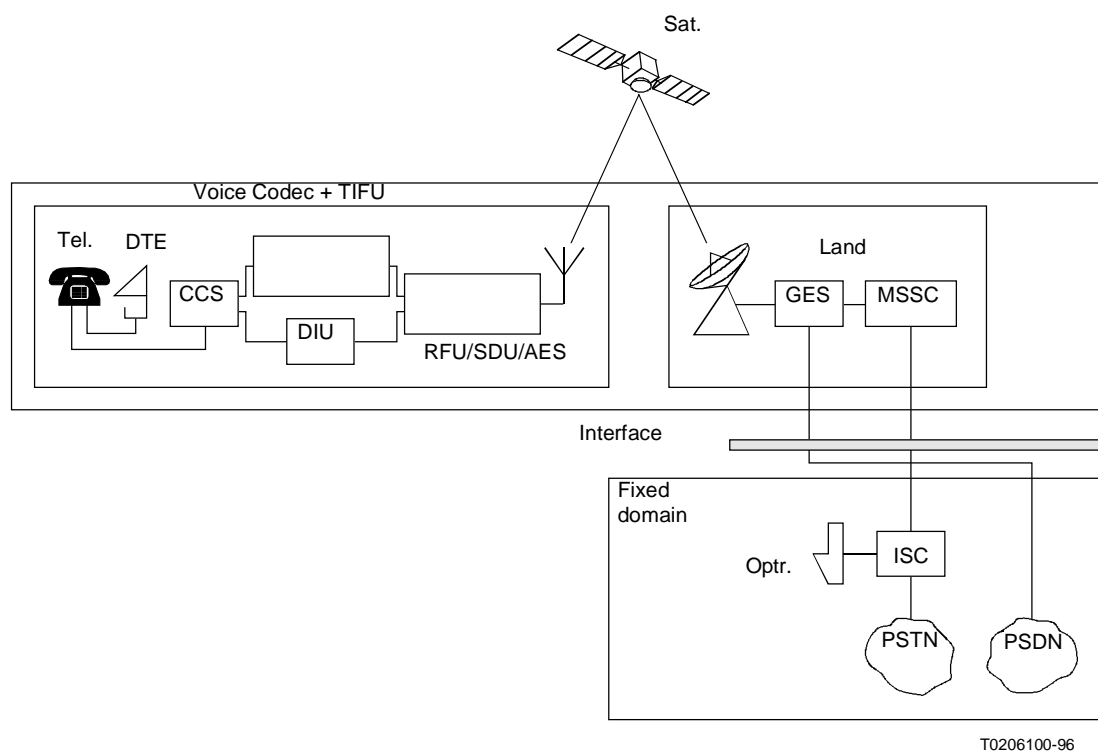 Sat.
Voice Codec + TIFU
Tel.
DTE
CCS
DIU
RFU/SDU/AES
Land
GES
MSSC
Interface
Fixed
domain
Optr.
ISC
PSTN
PSDN
T0206100-96